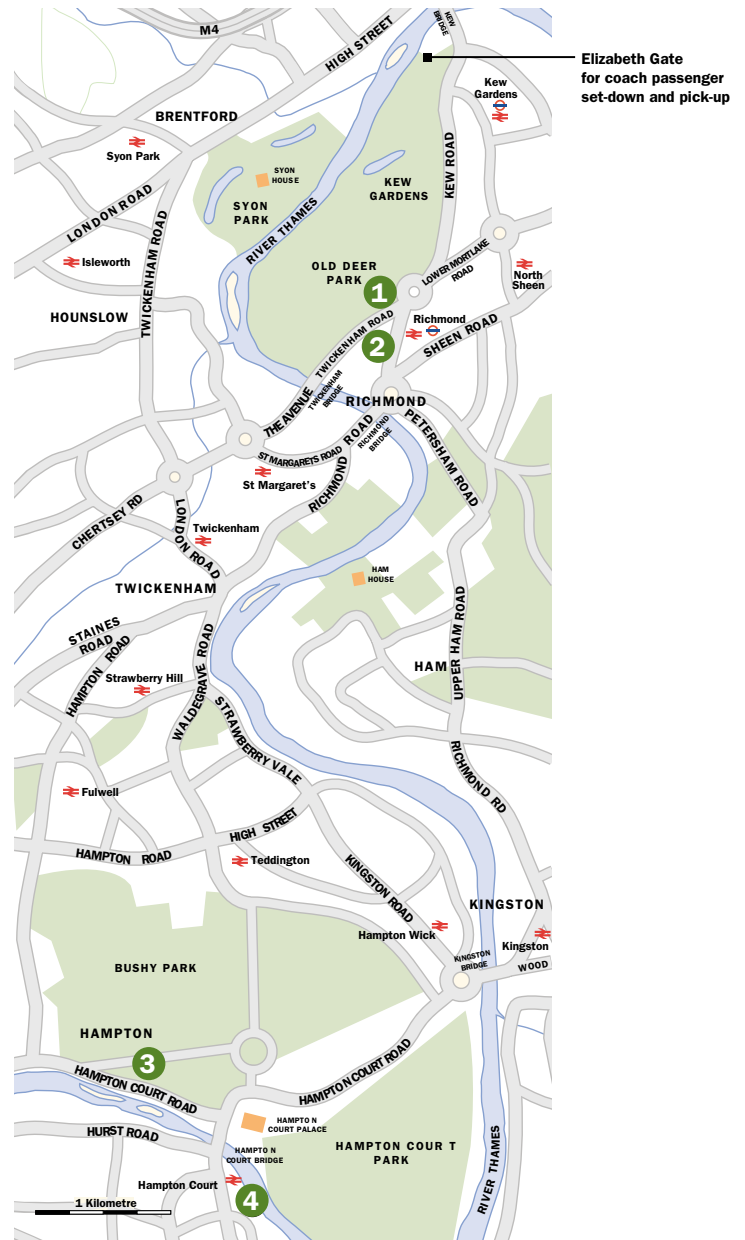 M4
HIGH STREET
KEW
BRIDGE
Elizabeth Gate
for coach passenger
set-down and pick-up
Kew
Gardens
BRENTFORD
Syon Park
SYON
HOUSE
KEW
GARDENS
KEW ROAD
SYON
PARK
LONDON ROAD
RIVER THAMES
TWICKENHAM ROAD
Isleworth
OLD DEER
PARK
1
LOWER MORTLAKE
ROAD
North
Sheen
HOUNSLOW
TWICKENHAM ROAD
Richmond
2
SHEEN ROAD
THE AVENUE
TWICKENHAM
BRIDGE
RICHMOND
ST MARGARETS ROAD
RICHMOND ROAD
RICHMOND
BRIDGE
PETERSHAM ROAD
St Margaret's
CHERTSEY RD
LONDON ROAD
Twickenham
HAM
HOUSE
TWICKENHAM
STAINES
ROAD
HAMPTON ROAD
WALDEGRAVE ROAD
UPPER HAM ROAD
HAM
Strawberry Hill
STRAWBERRY VALE
RICHMOND RD
Fulwell
HIGH STREET
HAMPTON ROAD
Teddington
KINGSTON ROAD
KINGSTON
Hampton Wick
Kingston
KINGSTON
BRIDGE
WOOD
BUSHY PARK
HAMPTON
3
HAMPTON COURT ROAD
HAMPTON COURT ROAD
HAMPTO N
COURT PALACE
HURST ROAD
HAMPTO N
COURT BRIDGE
HAMPTON COUR T
PARK
RIVER THAMES
Hampton Court
4
1 Kilometre